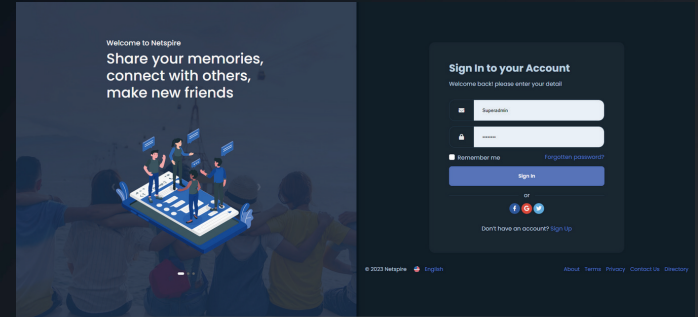 Welcome to Netspire
Share your memories,
connect with others,
make new friends
Sign In to your Account
Welcome back! please enter your detail
Superadmin
••••••••
Remember me
Forgotten password?
Sign in
or
Don't have an account? Sign Up
© 2023 Netspire English
About Terms Privacy Contact Us Directory